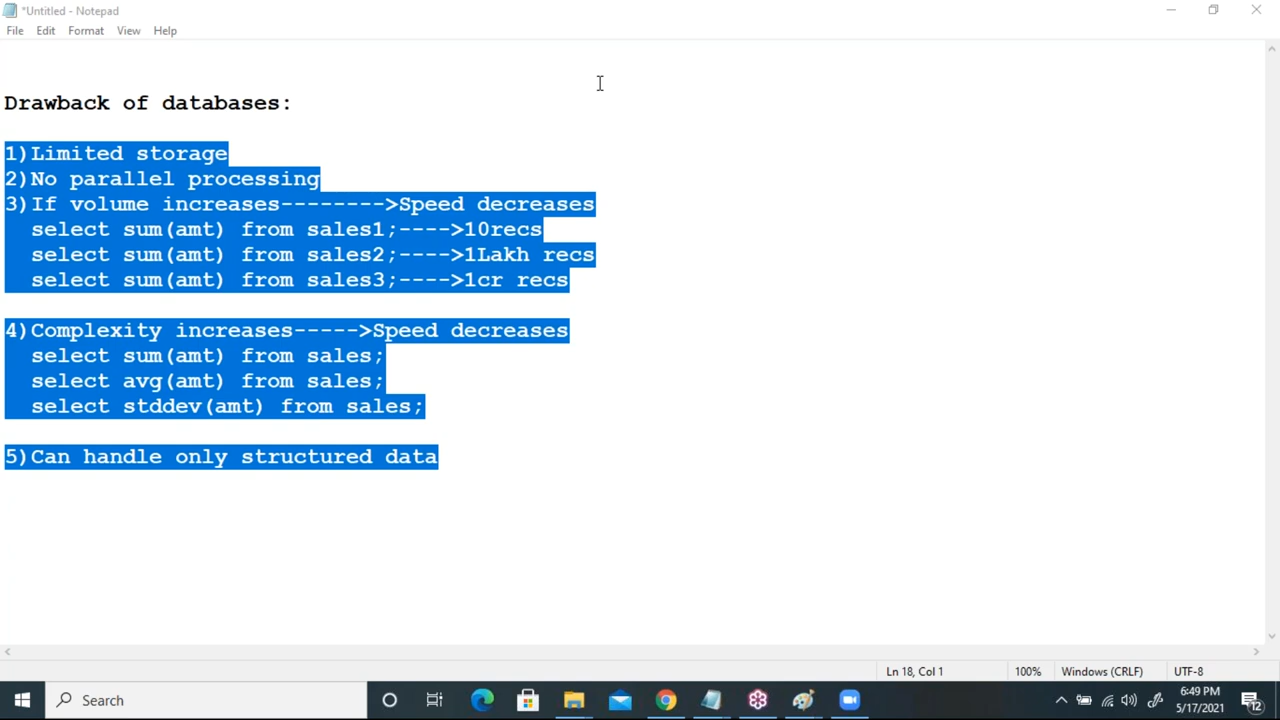 *Untitled - Notepad
File Edit Format View Help
Drawback of databases:
1)Limited storage
2)No parallel processing
3)If volume increases-------->Speed decreases
select sum(amt) from sales1;---->10recs
select sum(amt) from sales2;---->1Lakh recs
select sum(amt) from sales3;---->1cr recs
4)Complexity increases----->Speed decreases
select sum(amt) from sales;
select avg(amt) from sales;
select stddev(amt) from sales;
5)Can handle only structured data
Ln 18, Col 1 100% Windows (CRLF) UTF-8
Search
6:49 PM
5/17/2021
12